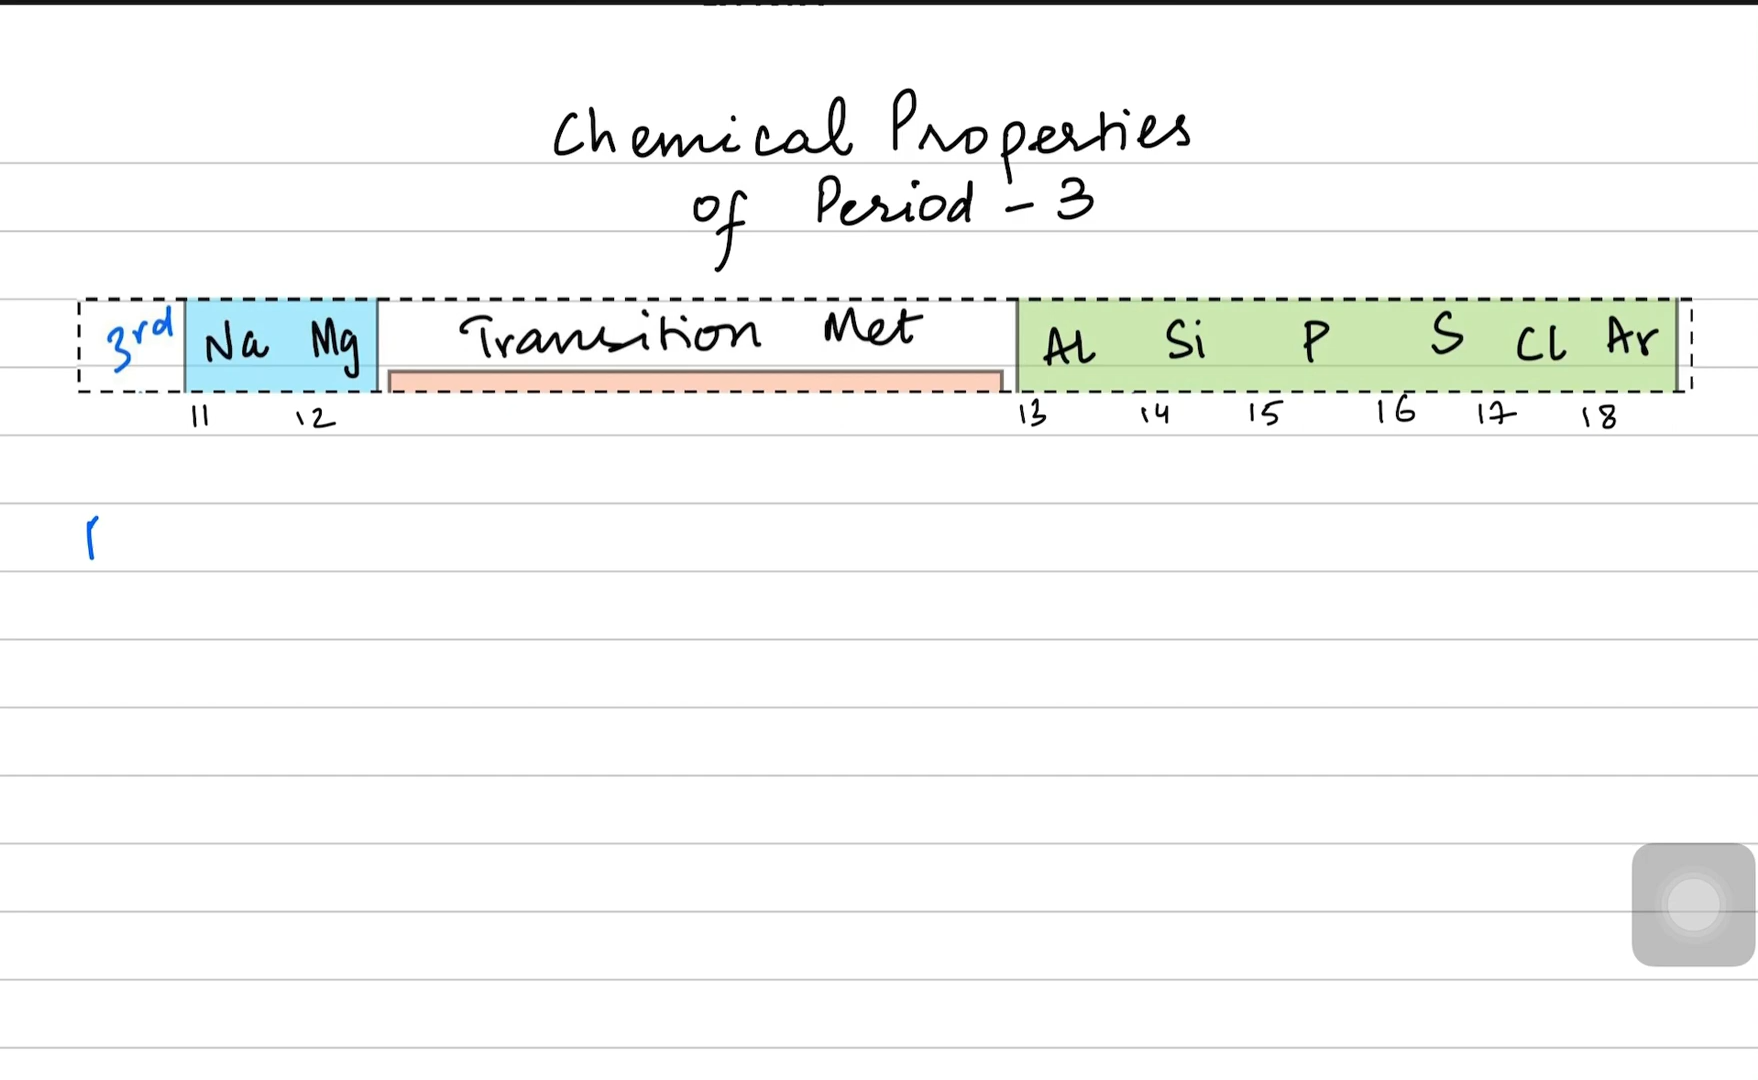 Chemical Properties
of Period - 3
3rd Na Mg Transition Met Al Si P S Cl Ar
11 12 13 14 15 16 17 18